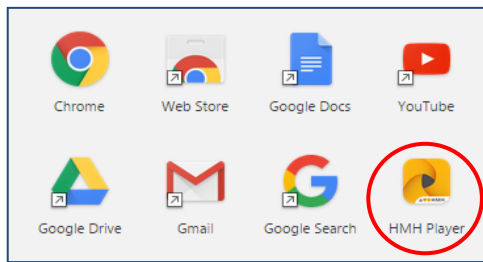 Chrome
Web Store
Google Docs
YouTube
Google Drive
Gmail
Google Search
HMH Player